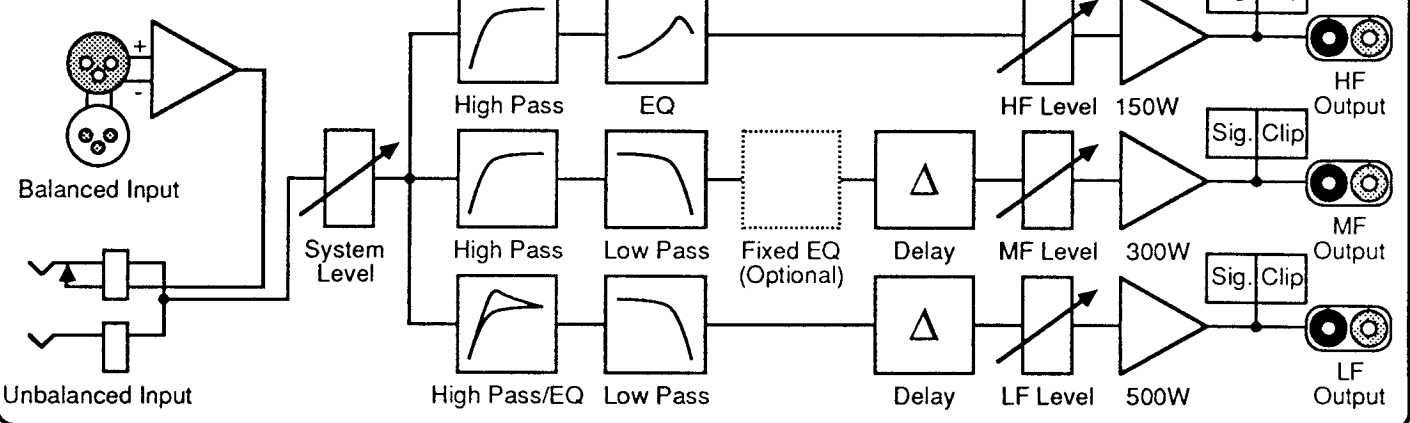 Sig. Clip
+
-
Balanced Input
High Pass
EQ
HF Level
150W
HF
Output
Sig. Clip
System
Level
High Pass
Low Pass
Fixed EQ
(Optional)
Δ
Delay
MF Level
300W
MF
Output
Sig. Clip
Unbalanced Input
High Pass/EQ
Low Pass
Δ
Delay
LF Level
500W
LF
Output